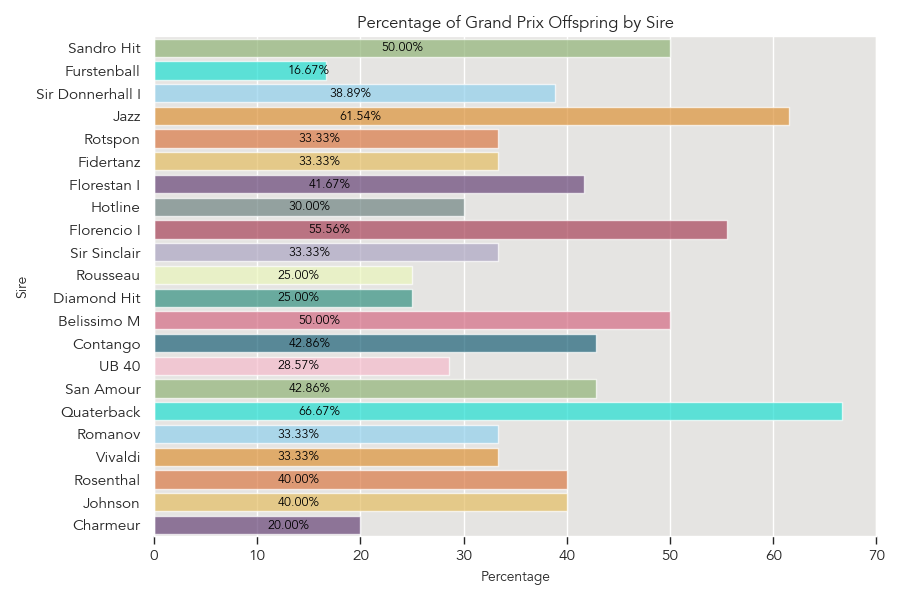 Percentage of Grand Prix Offspring by Sire
Sandro Hit 50.00%
Furstenball 16.67%
Sir Donnerhall I 38.89%
Jazz 61.54%
Rotspon 33.33%
Fidertanz 33.33%
Florestan I 41.67%
Hotline 30.00%
Florencio I 55.56%
Sir Sinclair 33.33%
Rousseau 25.00%
Diamond Hit 25.00%
Belissimo M 50.00%
Contango 42.86%
UB 40 28.57%
San Amour 42.86%
Quaterback 66.67%
Romanov 33.33%
Vivaldi 33.33%
Rosenthal 40.00%
Johnson 40.00%
Charmeur 20.00%
Sire
0 10 20 30 40 50 60 70
Percentage